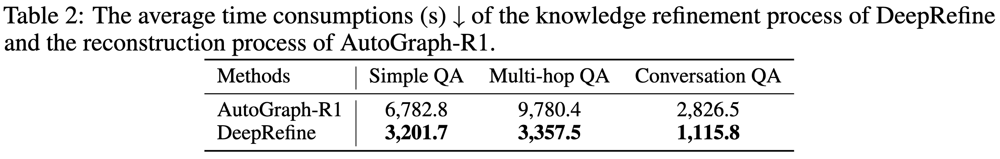 Table 2: The average time consumptions (s) ↓ of the knowledge refinement process of DeepRefine
and the reconstruction process of AutoGraph-R1.
Methods Simple QA Multi-hop QA Conversation QA
AutoGraph-R1 6,782.8 9,780.4 2,826.5
DeepRefine 3,201.7 3,357.5 1,115.8